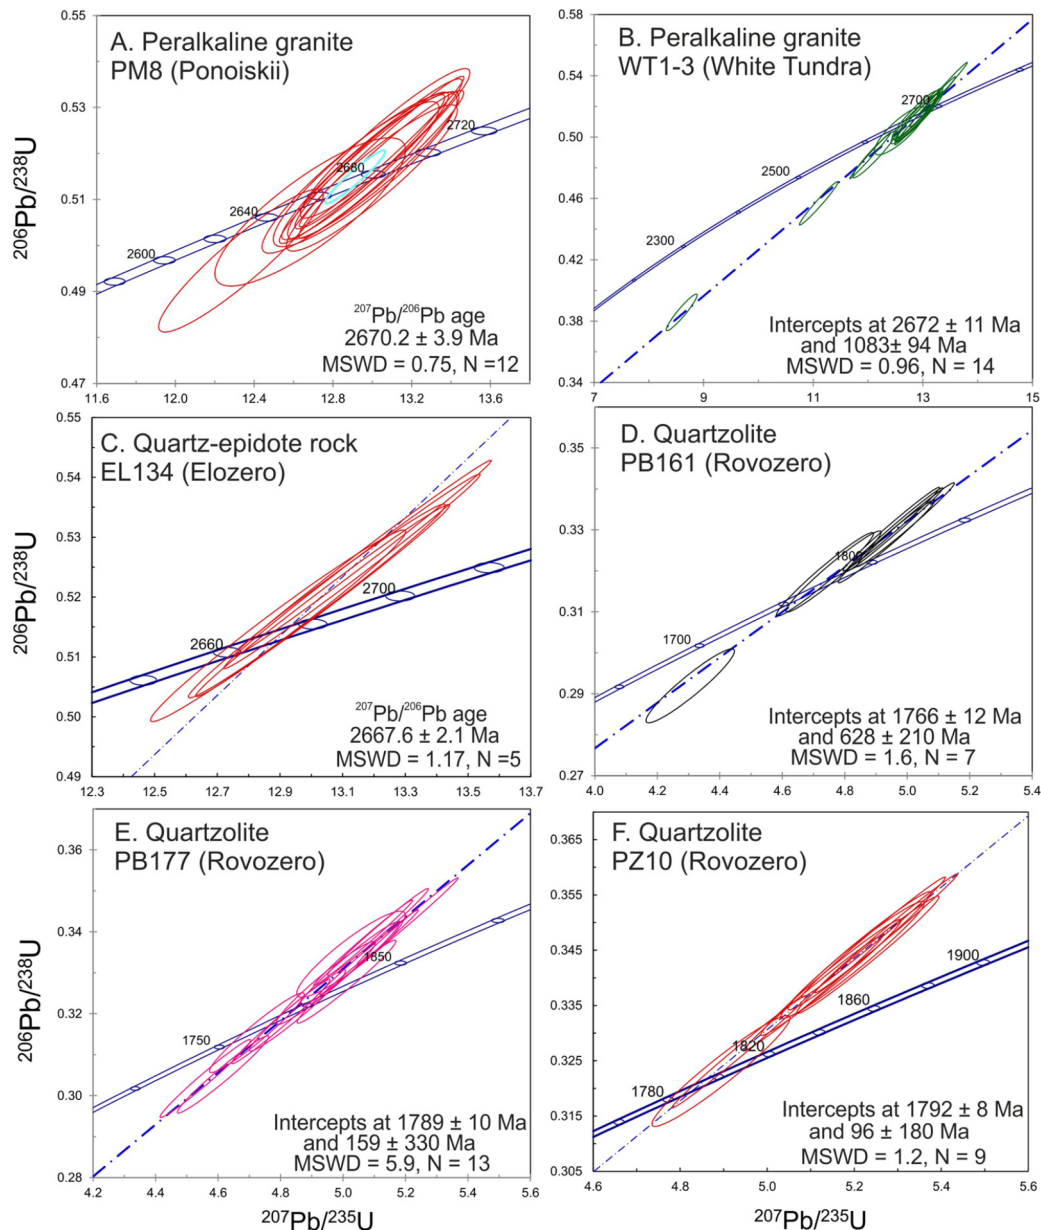 A. Peralkaline granite
PM8 (Ponoiskii)
0.55
0.53
0.51
0.49
0.47
2600
2640
2680
2720
207Pb/206Pb age
2670.2 ± 3.9 Ma
MSWD = 0.75, N =12
11.6
12.0
12.4
12.8
13.2
13.6
206Pb/238U
B. Peralkaline granite
WT1-3 (White Tundra)
0.58
0.54
0.50
0.46
0.42
0.38
0.34
2300
2500
2700
Intercepts at 2672 ± 11 Ma
and 1083± 94 Ma
MSWD = 0.96, N = 14
7
9
11
13
15
C. Quartz-epidote rock
EL134 (Elozero)
0.55
0.54
0.53
0.52
0.51
0.50
0.49
2660
2700
207Pb/206Pb age
2667.6 ± 2.1 Ma
MSWD = 1.17, N =5
12.3
12.5
12.7
12.9
13.1
13.3
13.5
13.7
206Pb/238U
D. Quartzolite
PB161 (Rovozero)
0.35
0.33
0.31
0.29
0.27
1700
1800
Intercepts at 1766 ± 12 Ma
and 628 ± 210 Ma
MSWD = 1.6, N = 7
4.0
4.2
4.4
4.6
4.8
5.0
5.2
5.4
E. Quartzolite
PB177 (Rovozero)
0.36
0.34
0.32
0.30
0.28
1750
1850
Intercepts at 1789 ± 10 Ma
and 159 ± 330 Ma
MSWD = 5.9, N = 13
4.2
4.4
4.6
4.8
5.0
5.2
5.4
5.6
206Pb/238U
207Pb/235U
F. Quartzolite
PZ10 (Rovozero)
0.365
0.355
0.345
0.335
0.325
0.315
0.305
1780
1820
1860
1900
Intercepts at 1792 ± 8 Ma
and 96 ± 180 Ma
MSWD = 1.2, N = 9
4.6
4.8
5.0
5.2
5.4
5.6
207Pb/235U